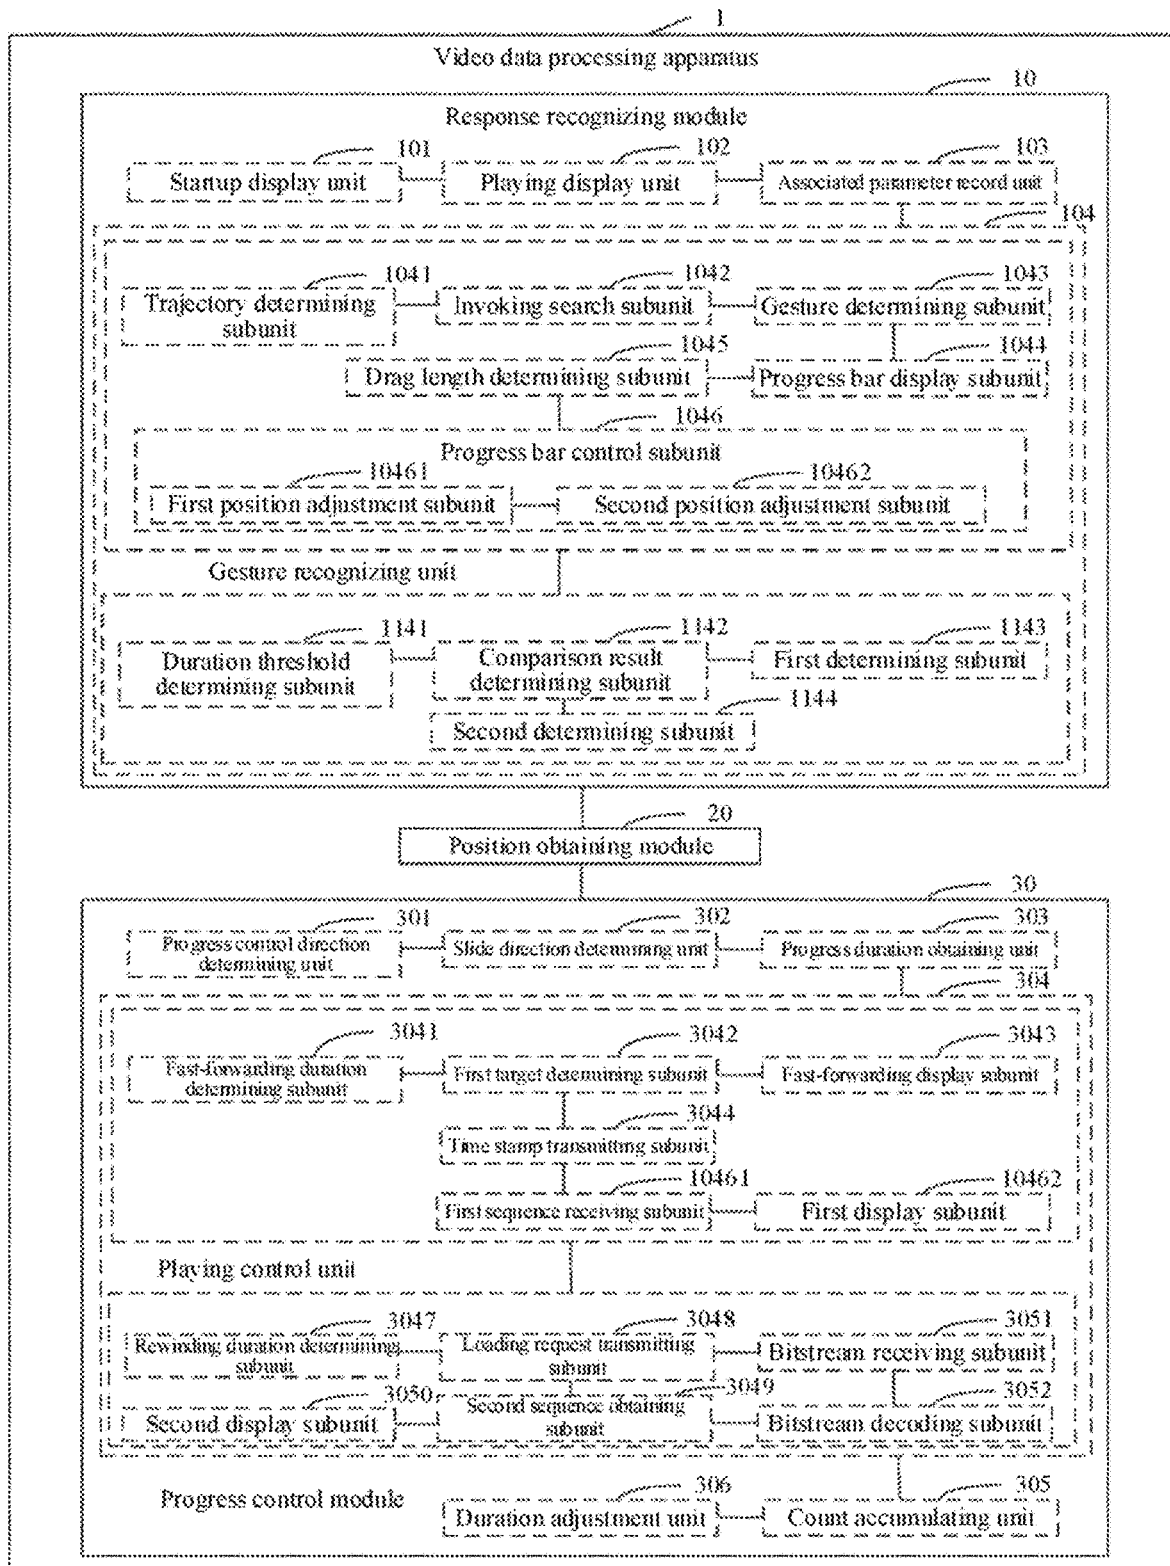 1
Video data processing apparatus
10
Response recognizing module
101
102
103
Startup display unit
Playing display unit
Associated parameter record unit
104
1041
1042
1043
Trajectory determining
subunit
Invoking search subunit
Gesture determining subunit
1045
1044
Drag length determining subunit
Progress bar display subunit
1046
Progress bar control subunit
10461
10462
First position adjustment subunit
Second position adjustment subunit
Gesture recognizing unit
1141
1142
1143
Duration threshold
determining subunit
Comparison result
determining subunit
First determining subunit
1144
Second determining subunit
20
Position obtaining module
30
301
302
303
Progress control direction
determining unit
Slide direction determining unit
Progress duration obtaining unit
304
3041
3042
3043
Fast-forwarding duration
determining subunit
First target determining subunit
Fast-forwarding display subunit
3044
Time stamp transmitting subunit
10461
10462
First sequence receiving subunit
First display subunit
Playing control unit
3047
3048
3051
Rewinding duration determining
subunit
Loading request transmitting
subunit
Bitstream receiving subunit
3050
3049
3052
Second display subunit
Second sequence obtaining
subunit
Bitstream decoding subunit
Progress control module
306
305
Duration adjustment unit
Count accumulating unit